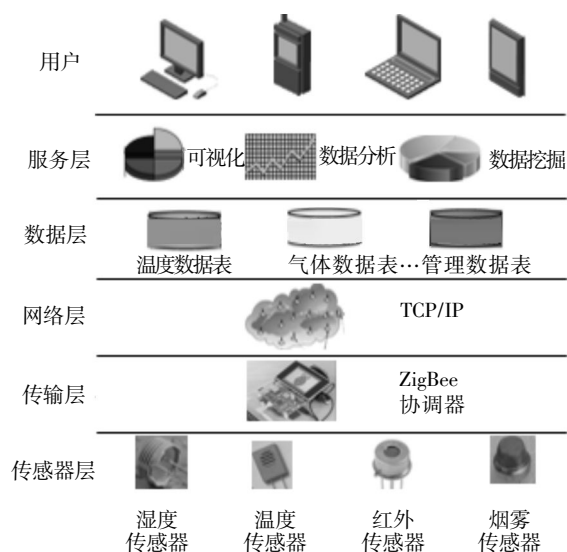 用户
服务层
可视化
数据分析
数据挖掘
数据层
温度数据表
气体数据表…管理数据表
网络层
TCP/IP
传输层
ZigBee
协调器
传感器层
湿度
传感器
温度
传感器
红外
传感器
烟雾
传感器